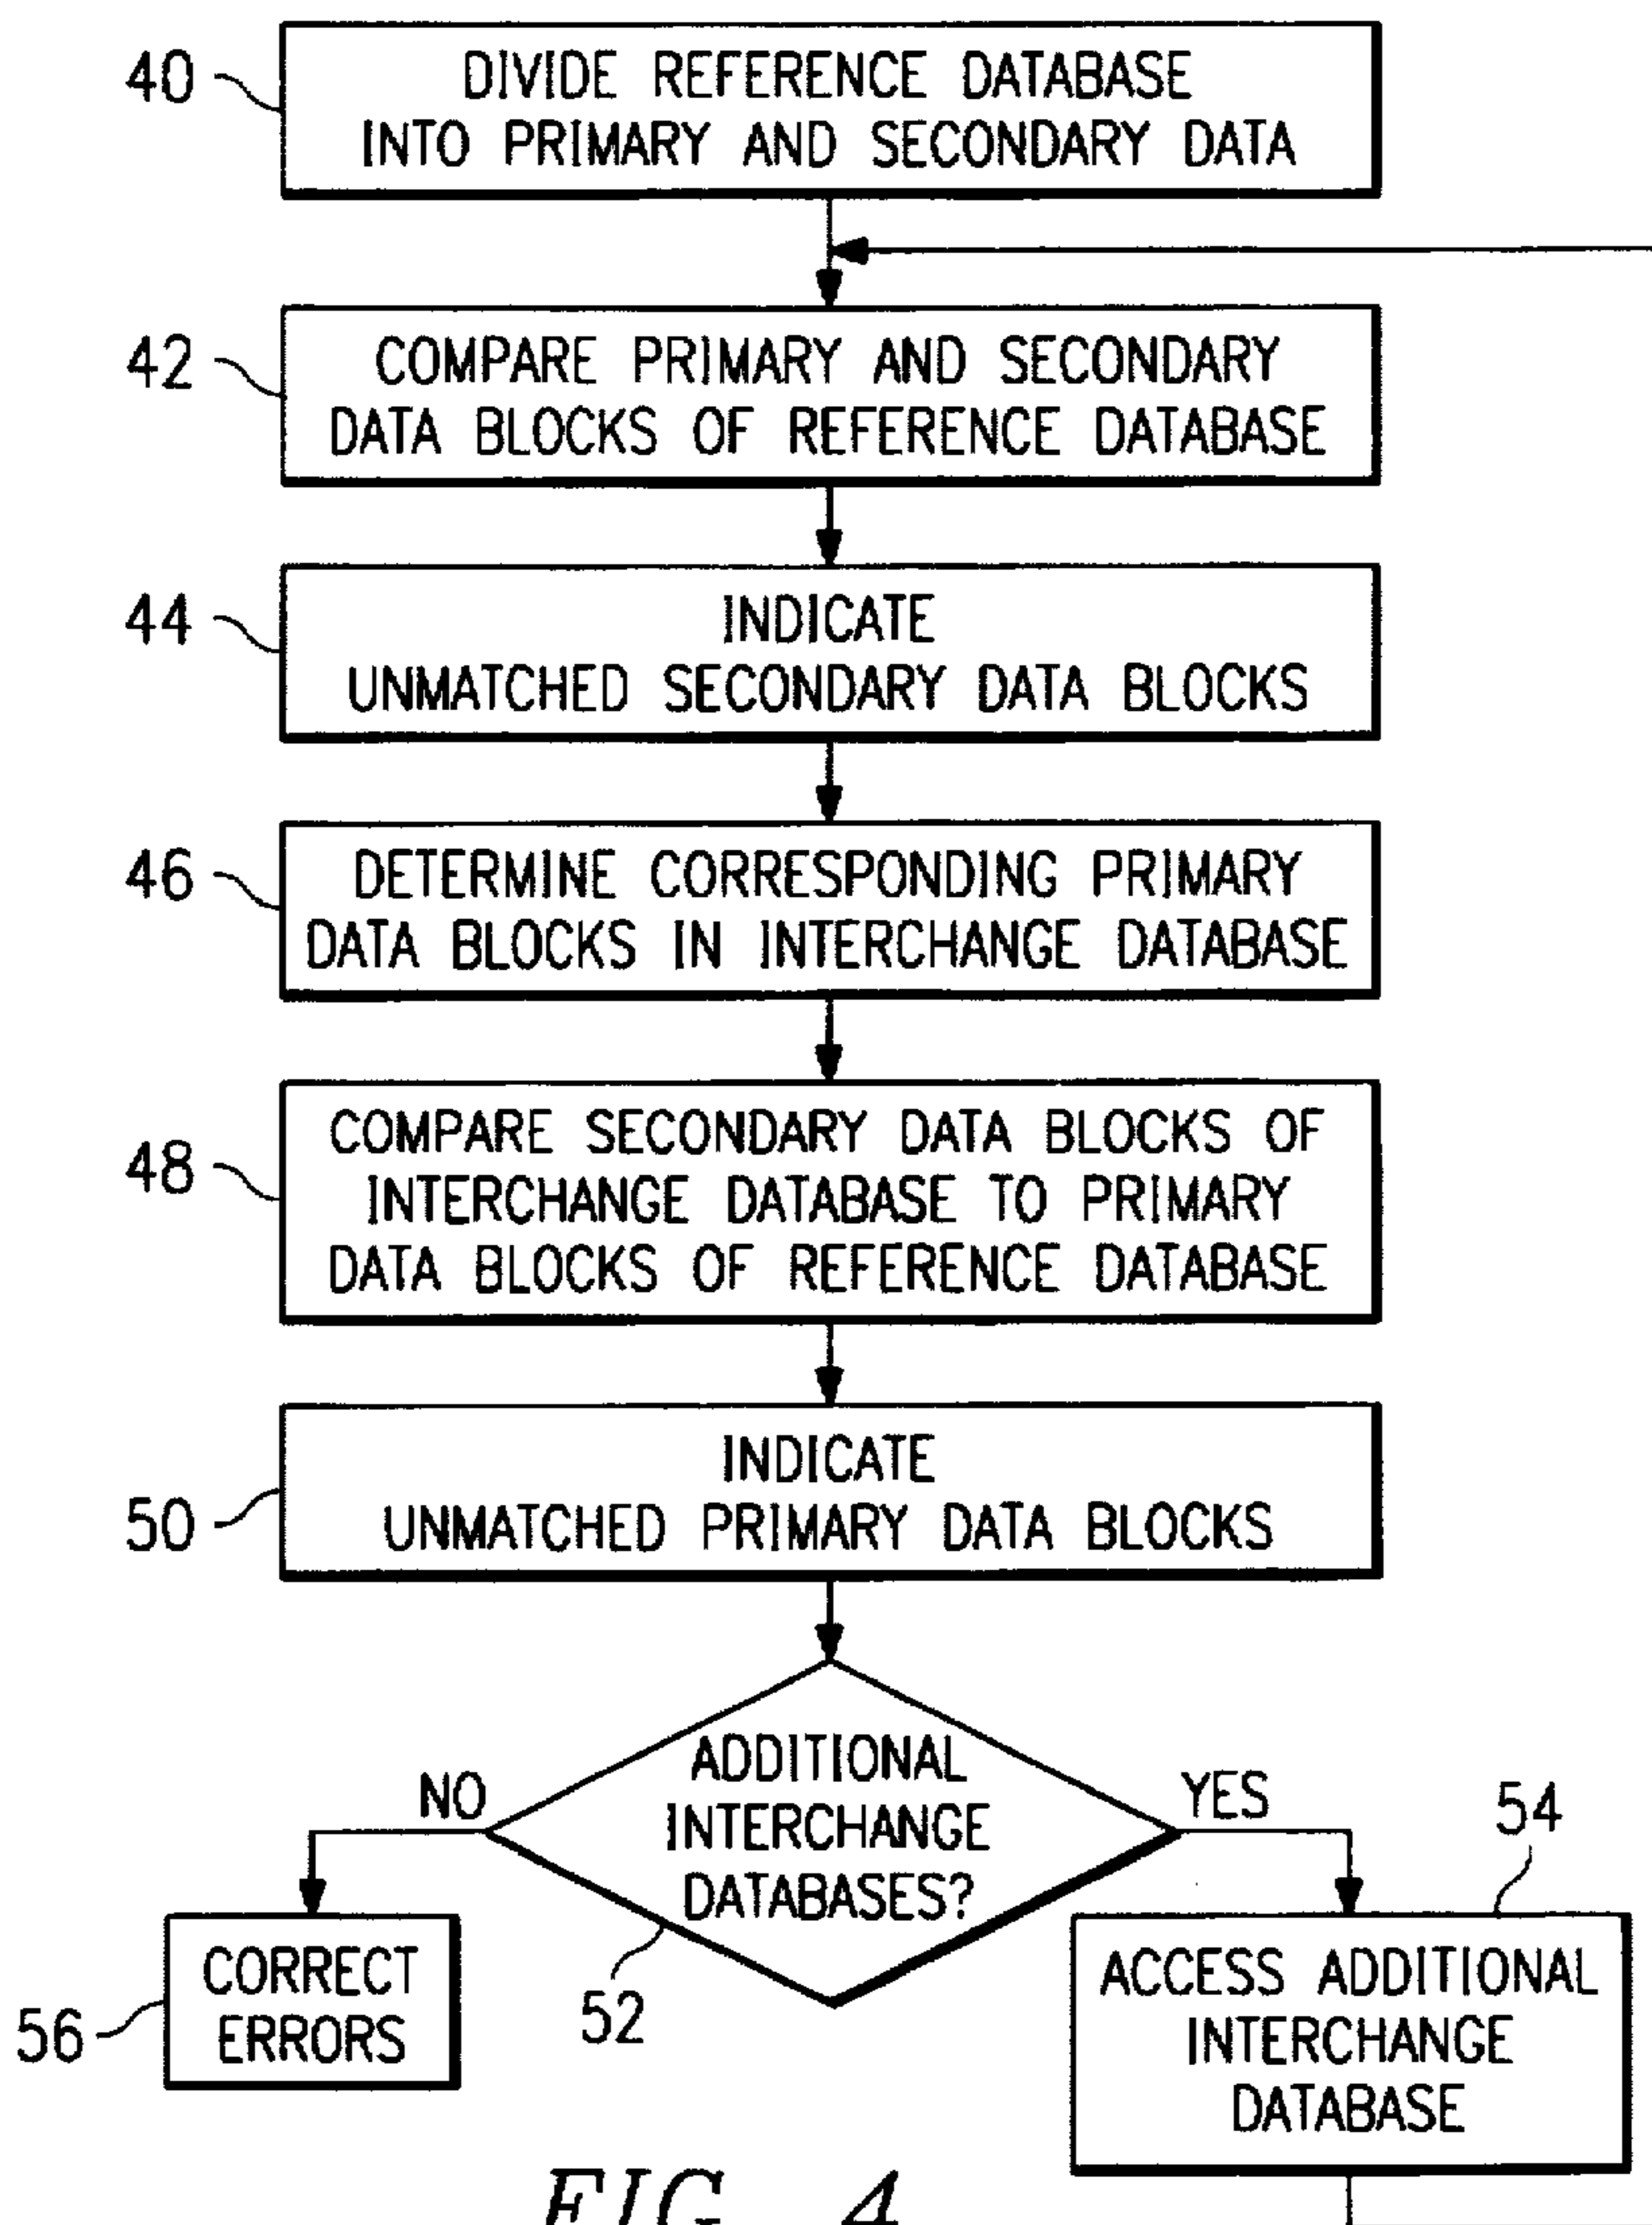 40
DIVIDE REFERENCE DATABASE
INTO PRIMARY AND SECONDARY DATA
42
COMPARE PRIMARY AND SECONDARY
DATA BLOCKS OF REFERENCE DATABASE
44
INDICATE
UNMATCHED SECONDARY DATA BLOCKS
46
DETERMINE CORRESPONDING PRIMARY
DATA BLOCKS IN INTERCHANGE DATABASE
48
COMPARE SECONDARY DATA BLOCKS OF
INTERCHANGE DATABASE TO PRIMARY
DATA BLOCKS OF REFERENCE DATABASE
50
INDICATE
UNMATCHED PRIMARY DATA BLOCKS
ADDITIONAL
INTERCHANGE
DATABASES?
52
NO
YES
54
56
CORRECT
ERRORS
ACCESS ADDITIONAL
INTERCHANGE
DATABASE
FIG. 4